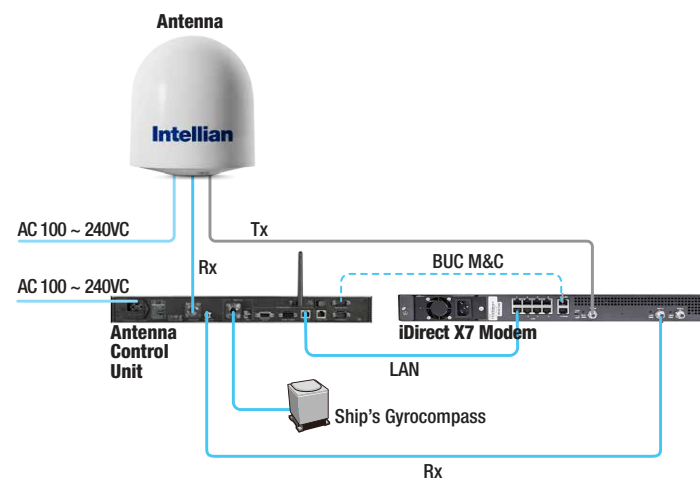 Antenna
Intellian
AC 100 ~ 240VC
Tx
Rx
BUC M&C
AC 100 ~ 240VC
Antenna
Control
Unit
iDirect X7 Modem
LAN
Ship's Gyrocompass
Rx